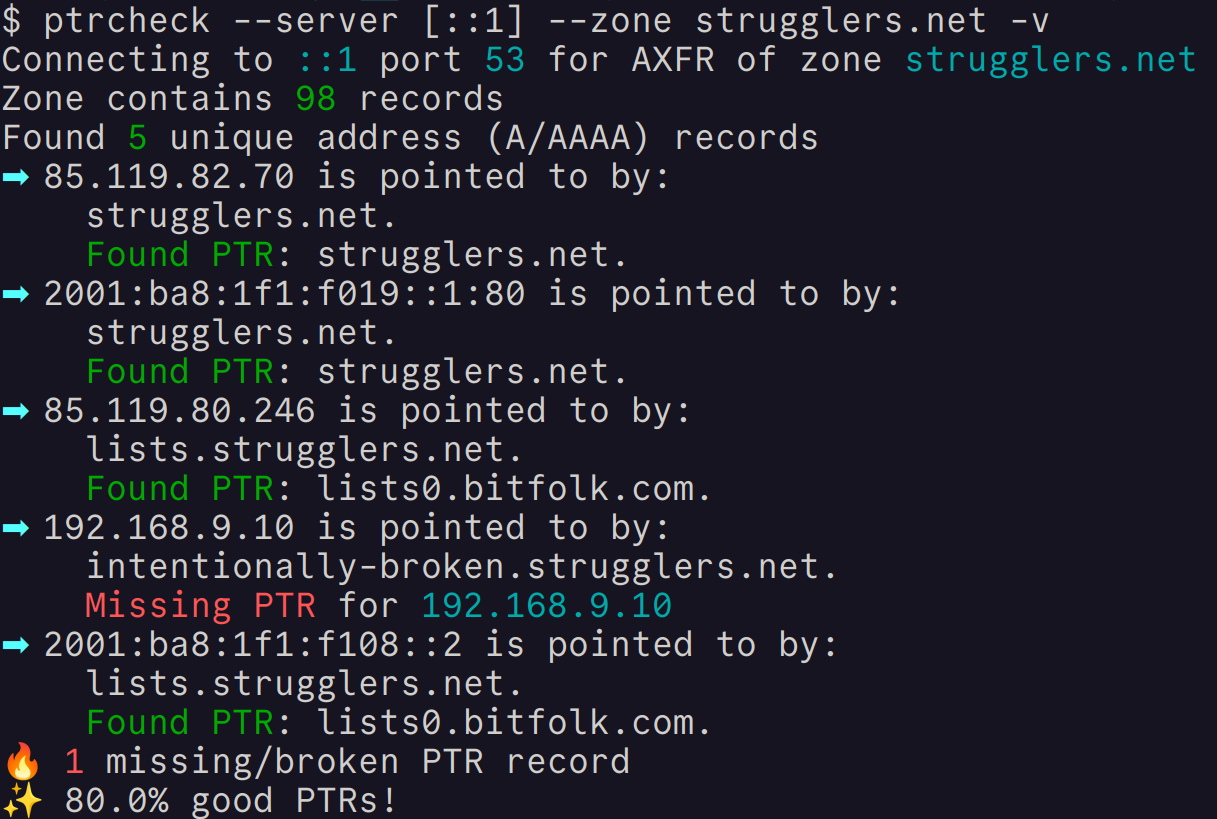 $ ptrcheck --server [::1] --zone strugglers.net -v
Connecting to ::1 port 53 for AXFR of zone strugglers.net
Zone contains 98 records
Found 5 unique address (A/AAAA) records
➡ 85.119.82.70 is pointed to by:
    strugglers.net.
    Found PTR: strugglers.net.
➡ 2001:ba8:1f1:f019::1:80 is pointed to by:
    strugglers.net.
    Found PTR: strugglers.net.
➡ 85.119.80.246 is pointed to by:
    lists.strugglers.net.
    Found PTR: lists0.bitfolk.com.
➡ 192.168.9.10 is pointed to by:
    intentionally-broken.strugglers.net.
    Missing PTR for 192.168.9.10
➡ 2001:ba8:1f1:f108::2 is pointed to by:
    lists.strugglers.net.
    Found PTR: lists0.bitfolk.com.
🔥 1 missing/broken PTR record
✨ 80.0% good PTRs!